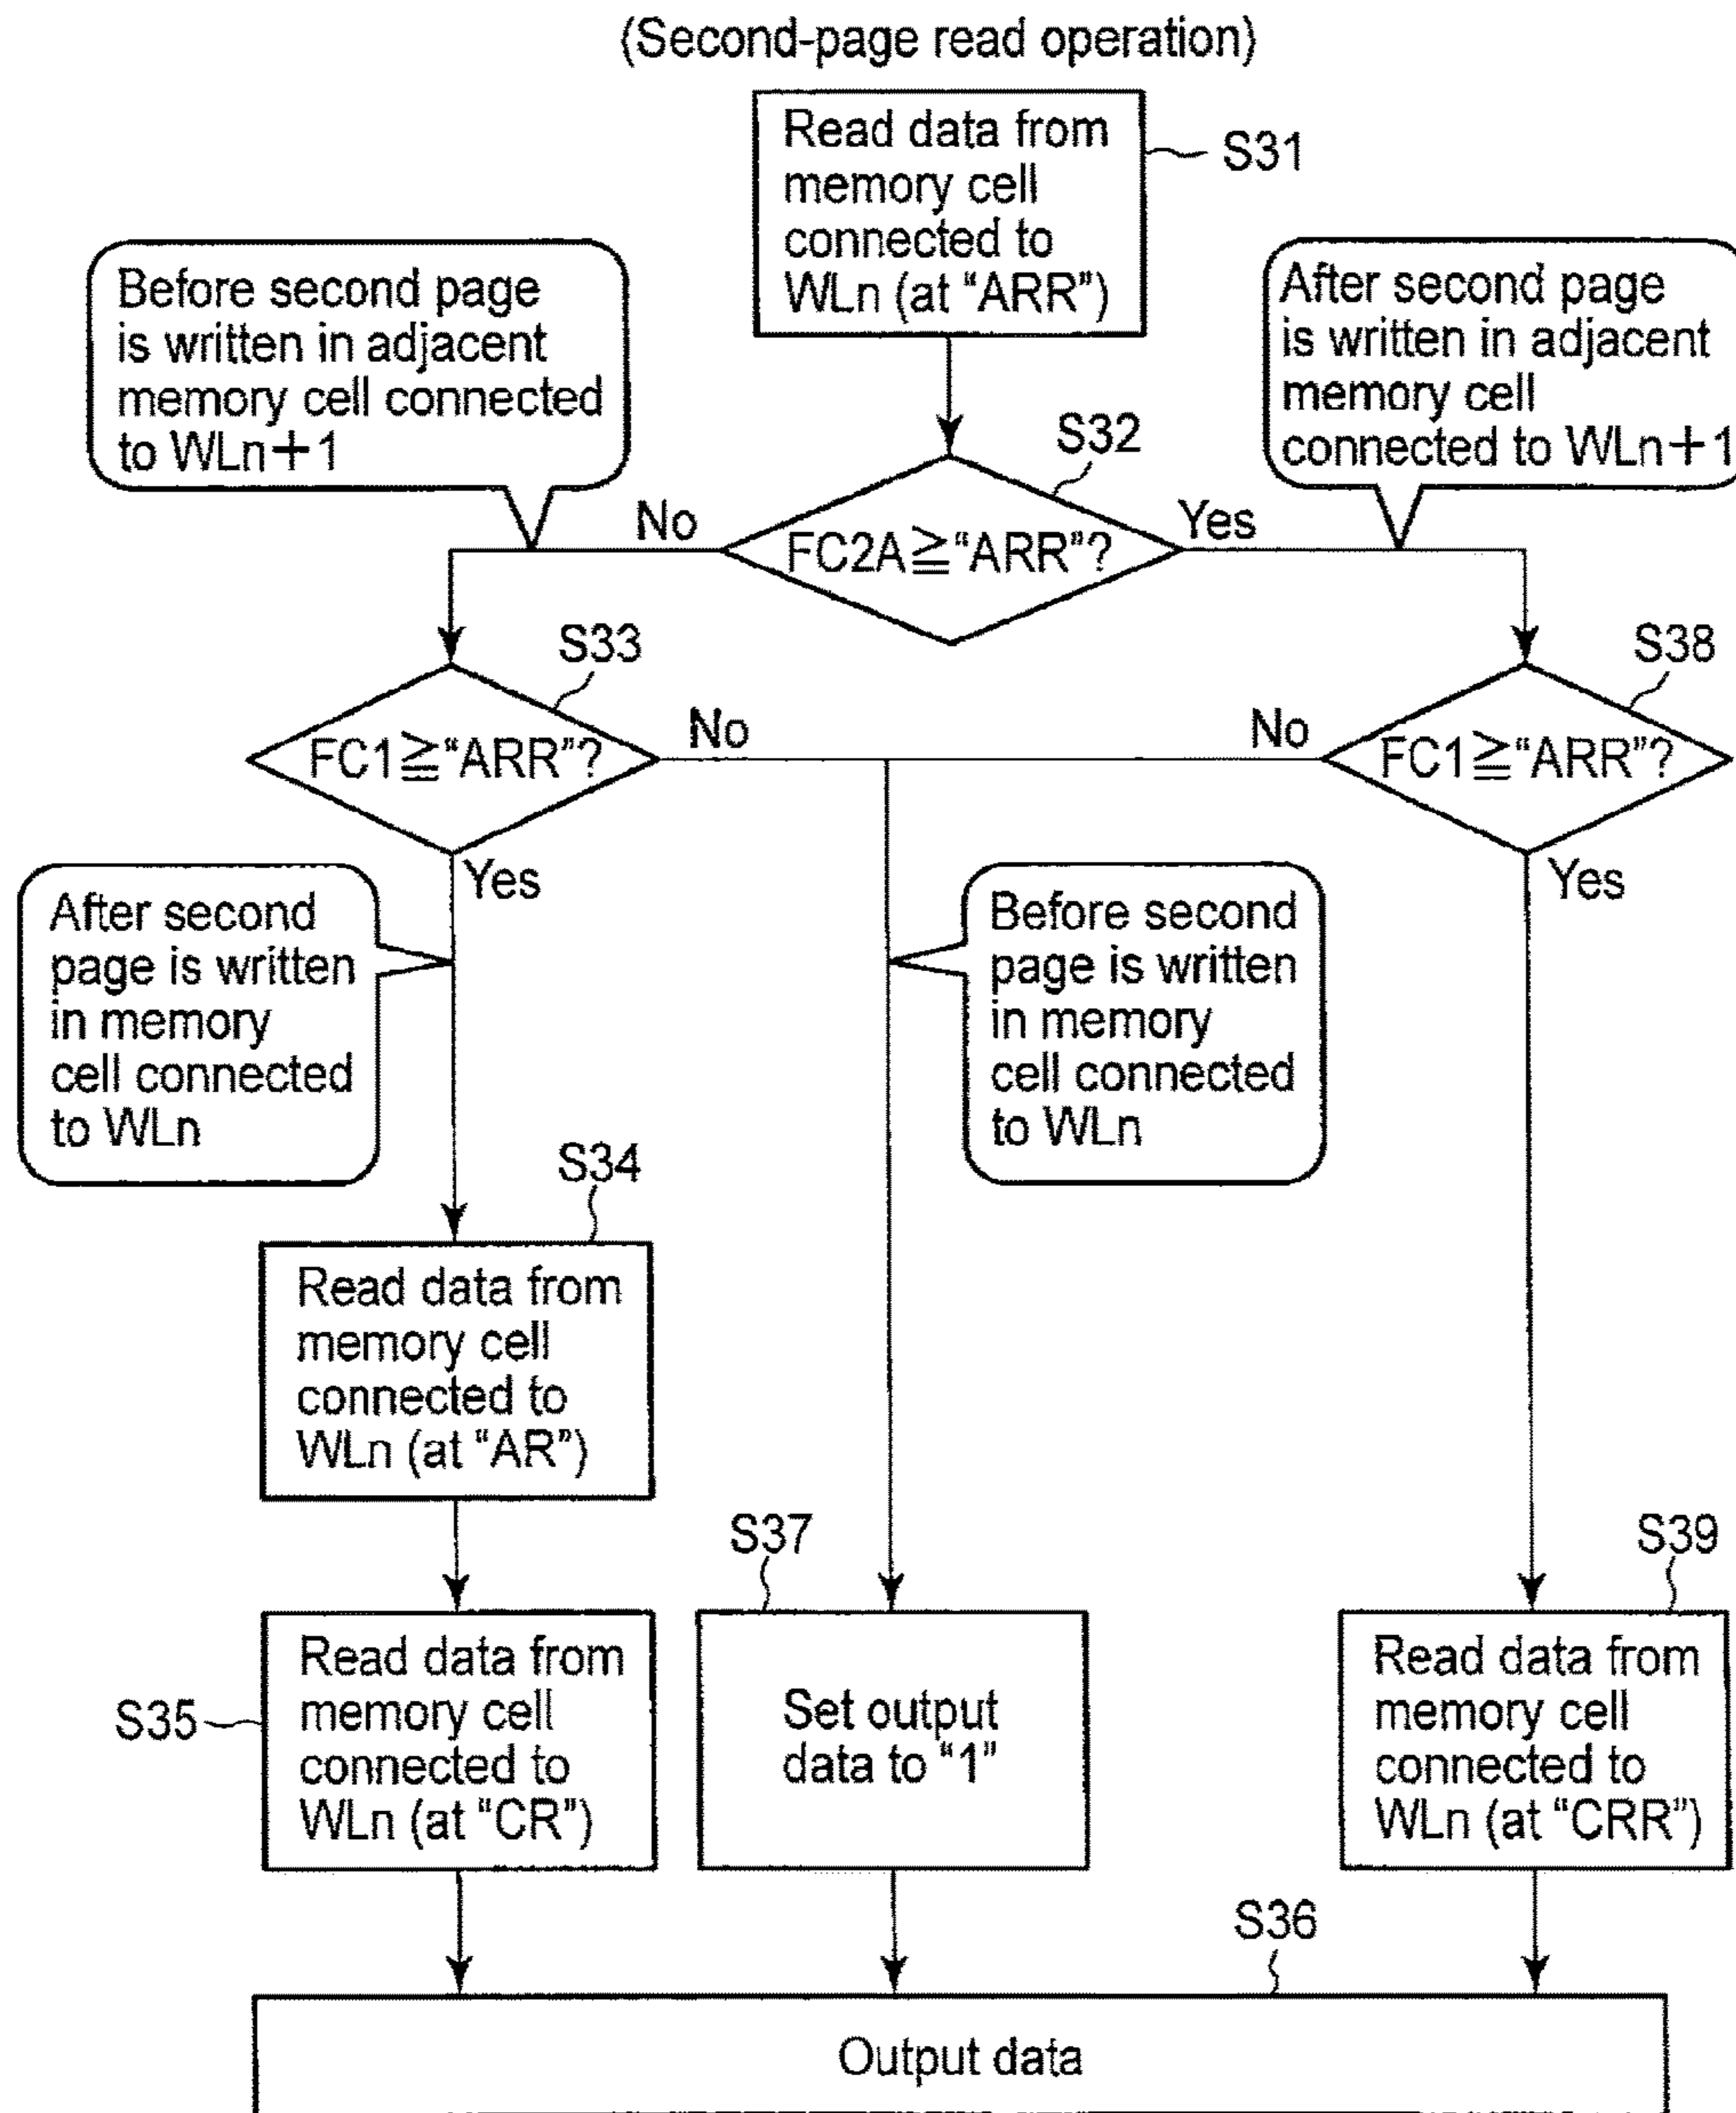 (Second-page read operation)
Read data from
memory cell
connected to
WLn (at “ARR”)
S31
Before second page
is written in adjacent
memory cell connected
to WLn+1
After second page
is written in adjacent
memory cell
connected to WLn+1
S32
No
FC2A≧“ARR”?
Yes
S33
FC1≧“ARR”?
No
S38
No
FC1≧“ARR”?
Yes
Yes
After second
page is written
in memory
cell connected
to WLn
Before second
page is written
in memory
cell connected
to WLn
S34
Read data from
memory cell
connected to
WLn (at “AR”)
S35
Read data from
memory cell
connected to
WLn (at “CR”)
S37
Set output
data to “1”
S39
Read data from
memory cell
connected to
WLn (at “CRR”)
S36
Output data